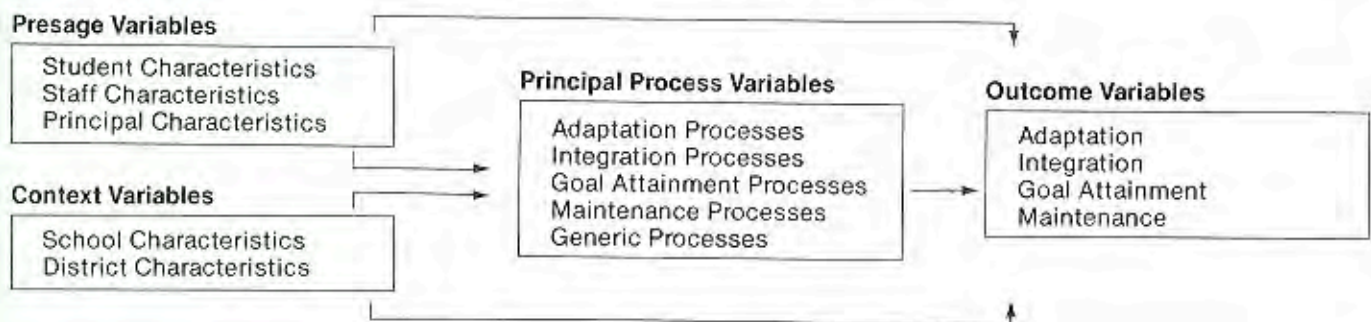 Presage Variables
Student Characteristics
Staff Characteristics
Principal Characteristics
Context Variables
School Characteristics
District Characteristics
Principal Process Variables
Adaptation Processes
Integration Processes
Goal Attainment Processes
Maintenance Processes
Generic Processes
Outcome Variables
Adaptation
Integration
Goal Attainment
Maintenance